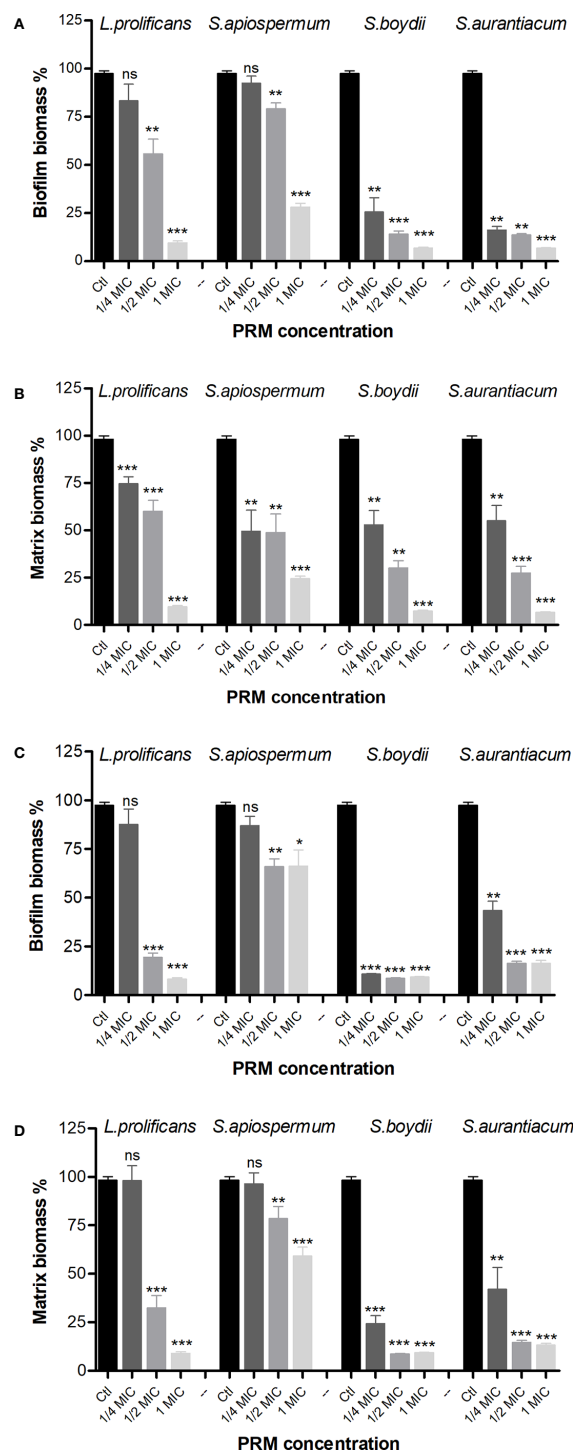 A
L.prolificans S.apiospermum S.boydii S.aurantiacum
125
100
75
50
25
0
Biofilm biomass %
ns ** *** ns ** *** ** *** *** ** ** ***
Ctl 1/4 MIC 1/2 MIC 1 MIC -- Ctl 1/4 MIC 1/2 MIC 1 MIC -- Ctl 1/4 MIC 1/2 MIC 1 MIC -- Ctl 1/4 MIC 1/2 MIC 1 MIC
PRM concentration
B
L.prolificans S.apiospermum S.boydii S.aurantiacum
125
100
75
50
25
0
Matrix biomass %
*** *** *** ** ** *** ** ** *** ** *** ***
Ctl 1/4 MIC 1/2 MIC 1 MIC -- Ctl 1/4 MIC 1/2 MIC 1 MIC -- Ctl 1/4 MIC 1/2 MIC 1 MIC -- Ctl 1/4 MIC 1/2 MIC 1 MIC
PRM concentration
C
L.prolificans S.apiospermum S.boydii S.aurantiacum
125
100
75
50
25
0
Biofilm biomass %
ns *** *** ns ** * *** *** *** ** *** ***
Ctl 1/4 MIC 1/2 MIC 1 MIC -- Ctl 1/4 MIC 1/2 MIC 1 MIC -- Ctl 1/4 MIC 1/2 MIC 1 MIC -- Ctl 1/4 MIC 1/2 MIC 1 MIC
PRM concentration
D
L.prolificans S.apiospermum S.boydii S.aurantiacum
125
100
75
50
25
0
Matrix biomass %
ns *** *** ns ** *** *** *** *** ** *** ***
Ctl 1/4 MIC 1/2 MIC 1 MIC -- Ctl 1/4 MIC 1/2 MIC 1 MIC -- Ctl 1/4 MIC 1/2 MIC 1 MIC -- Ctl 1/4 MIC 1/2 MIC 1 MIC
PRM concentration